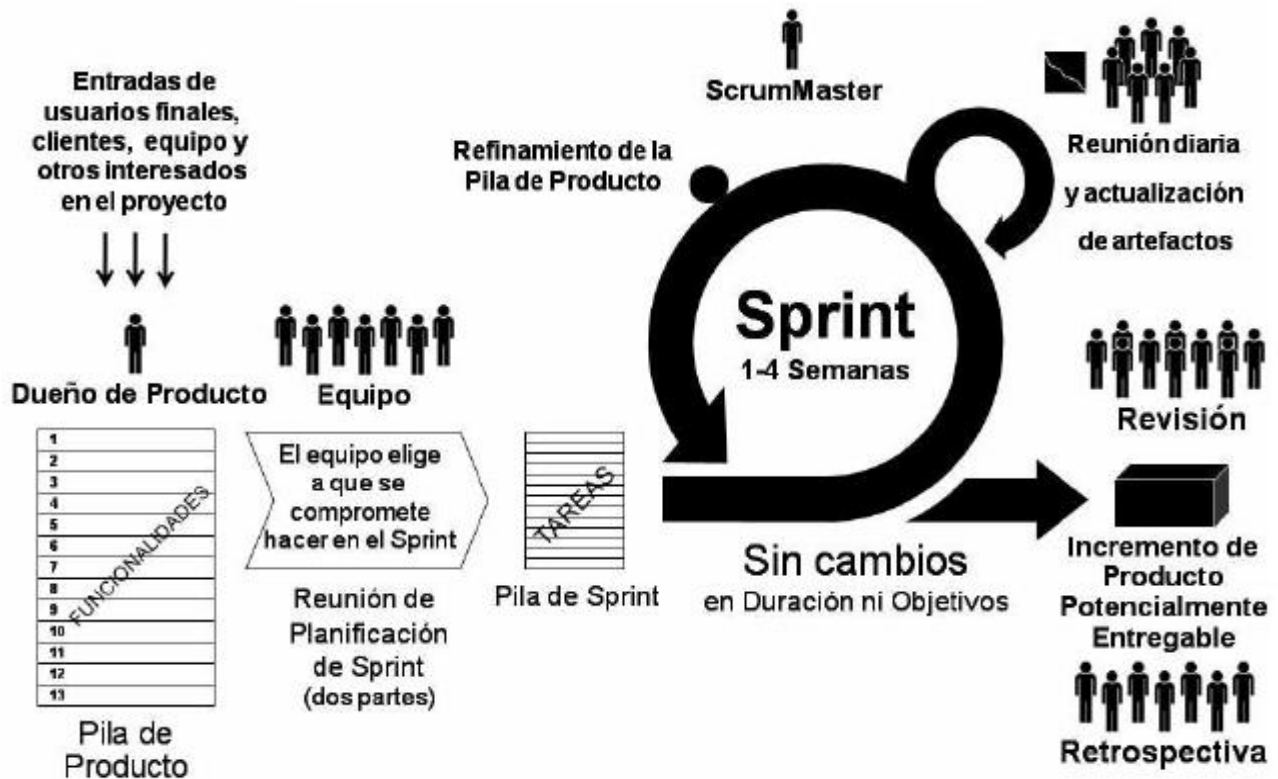 Entradas de
usuarios finales,
clientes, equipo y
otros interesados
en el proyecto
Dueño de Producto
1
2
3
4
5
6
7
8
9
10
11
12
13
FUNCIONALIDADES
Pila de
Producto
Equipo
El equipo elige
a que se
compromete
hacer en el Sprint
Reunión de
Planificación
de Sprint
(dos partes)
TAREAS
Pila de Sprint
ScrumMaster
Refinamiento de la
Pila de Producto
Sprint
1-4 Semanas
Sin cambios
en Duración ni Objetivos
Reunión diaria
y actualización
de artefactos
Revisión
Incremento de
Producto
Potencialmente
Entregable
Retrospectiva